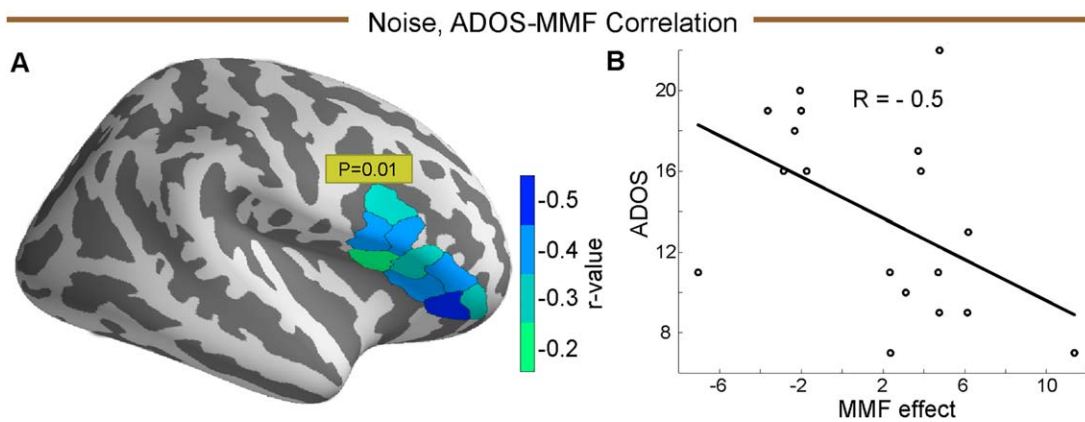 Noise, ADOS-MMF Correlation
A
P=0.01
-0.5
-0.4
-0.3
-0.2
r-value
B
R = - 0.5
20
16
12
8
ADOS
-6
-2
2
6
10
MMF effect